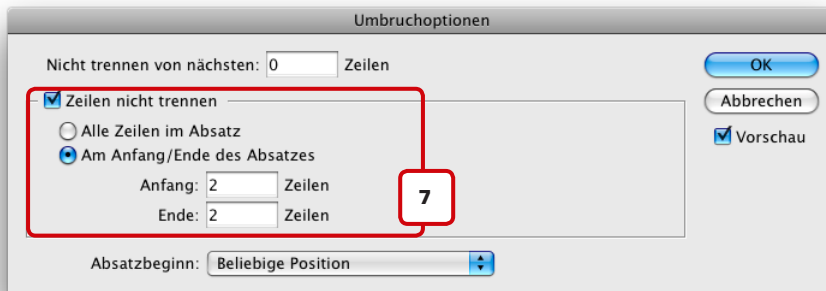 Umbruchoptionen
Nicht trennen von nächsten: 0 Zeilen
OK
Zeilen nicht trennen
Abbrechen
Alle Zeilen im Absatz
Vorschau
Am Anfang/Ende des Absatzes
Anfang: 2 Zeilen
7
Ende: 2 Zeilen
Absatzbeginn: Beliebige Position